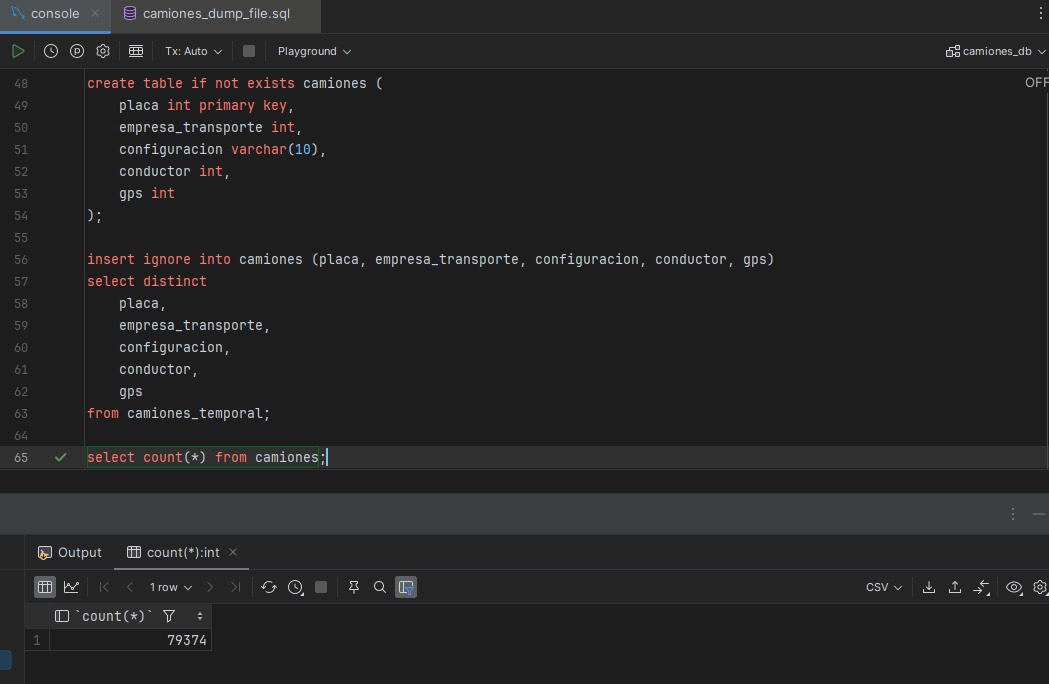 console
camiones_dump_file.sql
Tx: Auto
Playground
camiones_db
OFF
48 create table if not exists camiones (
49 placa int primary key,
50 empresa_transporte int,
51 configuracion varchar(10),
52 conductor int,
53 gps int
54 );
55
56 insert ignore into camiones (placa, empresa_transporte, configuracion, conductor, gps)
57 select distinct
58 placa,
59 empresa_transporte,
60 configuracion,
61 conductor,
62 gps
63 from camiones_temporal;
64
65 select count(*) from camiones;
Output
count(*):int
1 row
CSV
`count(*)`
1 79374